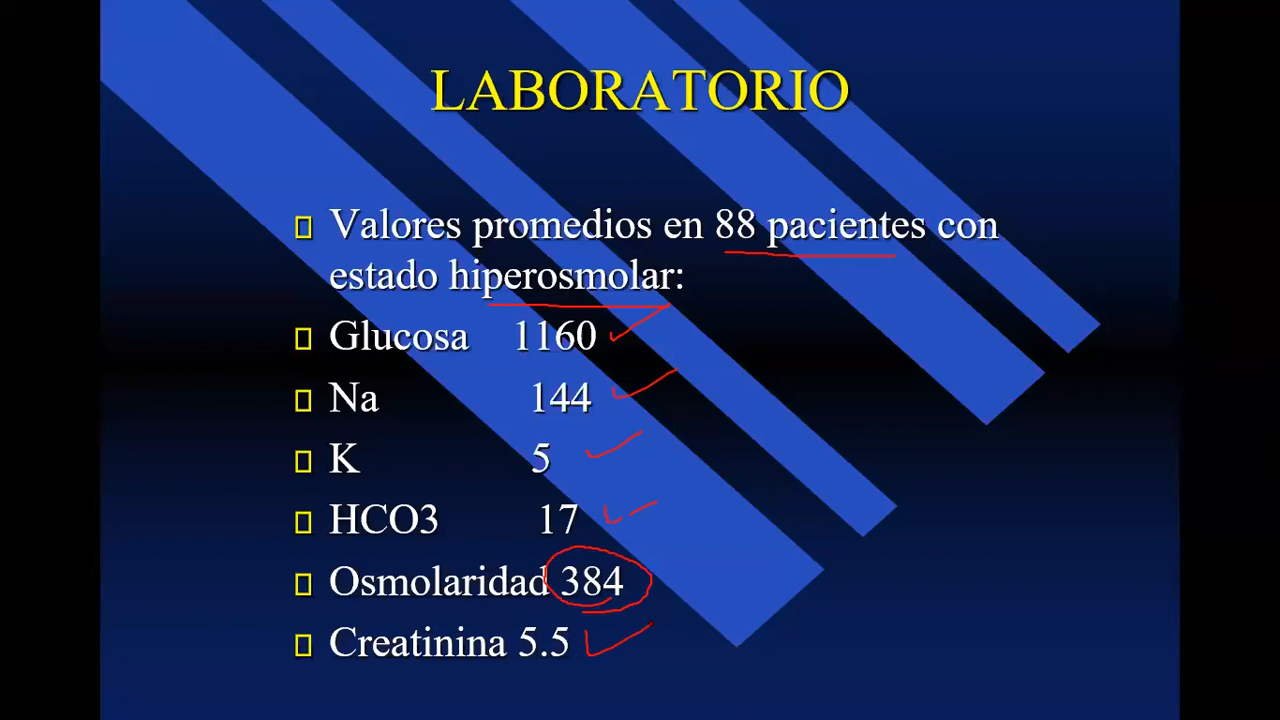 LABORATORIO
Valores promedios en 88 pacientes con
estado hiperosmolar:
Glucosa 1160
Na 144
K 5
HCO3 17
Osmolaridad 384
Creatinina 5.5